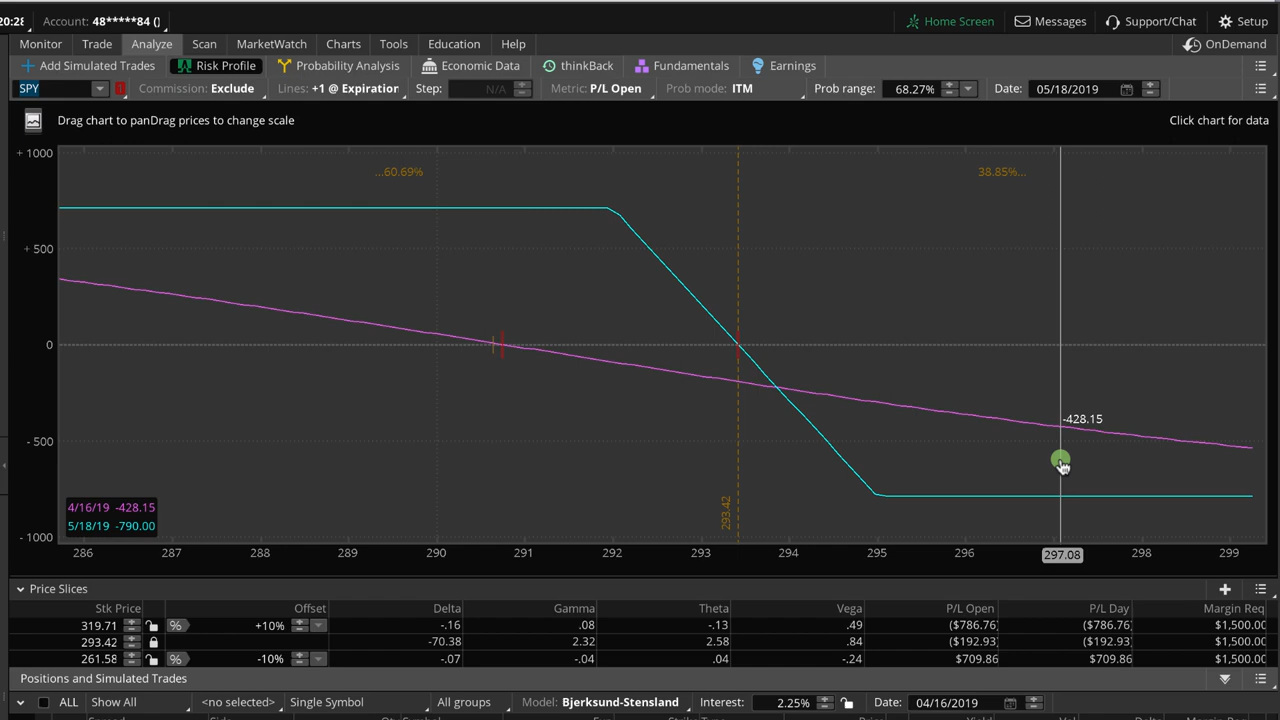 20:28 Account: 48*****84 () Home Screen Messages Support/Chat Setup
Monitor Trade Analyze Scan MarketWatch Charts Tools Education Help OnDemand
Add Simulated Trades Risk Profile Probability Analysis Economic Data thinkBack Fundamentals Earnings
SPY 1 Commission: Exclude Lines: +1 @ Expiration Step: N/A Metric: P/L Open Prob mode: ITM Prob range: 68.27% Date: 05/18/2019
Drag chart to panDrag prices to change scale Click chart for data
+ 1000
...60.69% 38.85%...
+ 500
0
-428.15
- 500
293.42
4/16/19 -428.15
5/18/19 -790.00
- 1000
286 287 288 289 290 291 292 293 294 295 296 297.08 298 299
Price Slices
Stk Price Offset Delta Gamma Theta Vega P/L Open P/L Day Margin Req
319.71 % +10% -.16 .08 -.13 .49 ($786.76) ($786.76) $1,500.00
293.42 -70.38 2.32 2.58 .84 ($192.93) ($192.93) $1,500.00
261.58 % -10% -.07 -.04 .04 -.24 $709.86 $709.86 $1,500.00
Positions and Simulated Trades
ALL Show All <no selected> Single Symbol All groups Model: Bjerksund-Stensland Interest: 2.25% Date: 04/16/2019